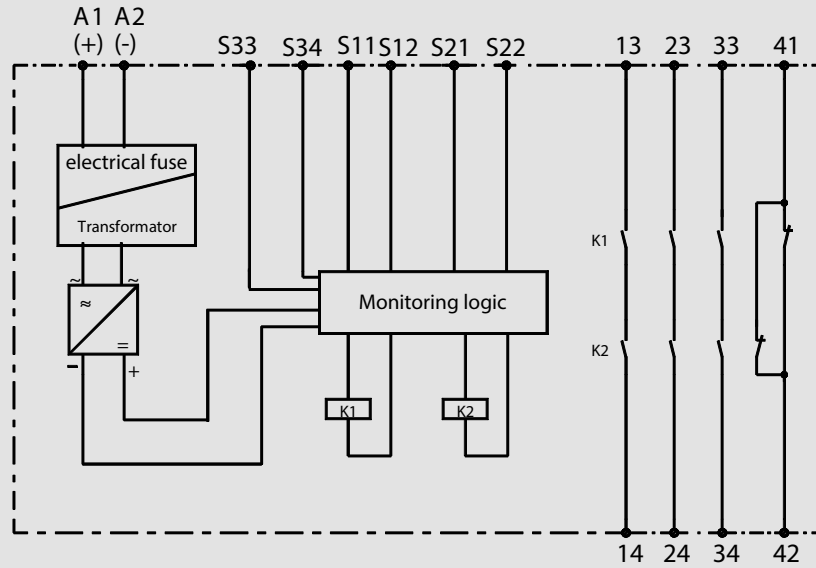 A1 A2
(+) (-)
S33 S34 S11 S12 S21 S22 13 23 33 41
electrical fuse
Transformator
~ ~
≈
=
- +
Monitoring logic
K1
K2
K1 K2
14 24 34 42